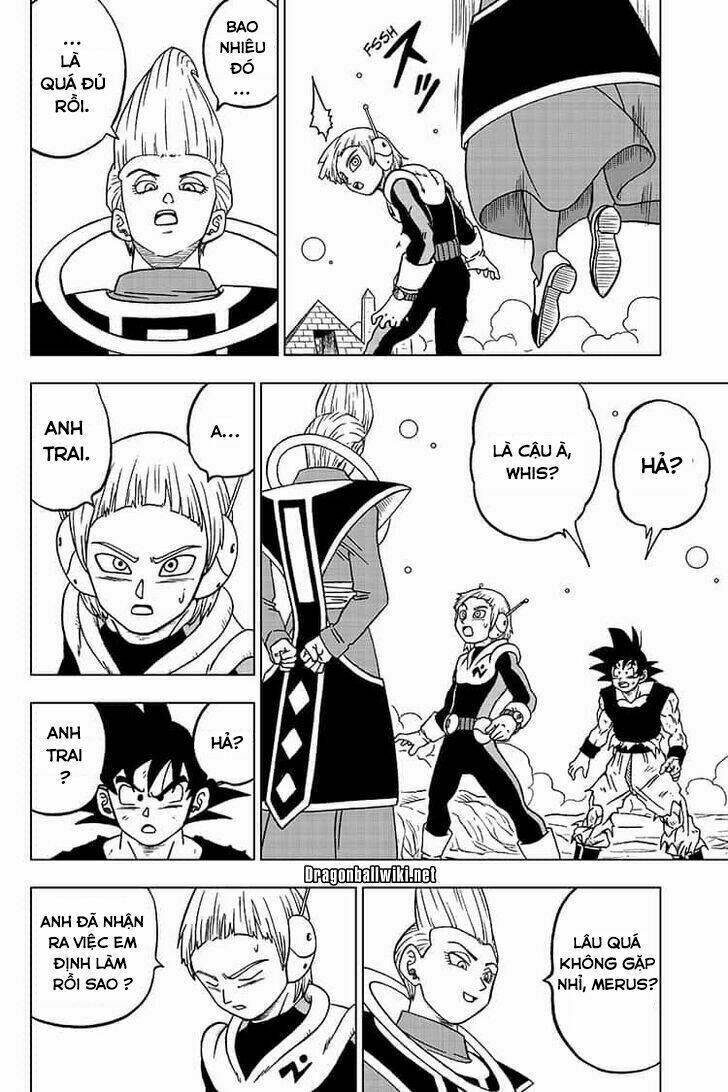 BAO
NHIÊU
ĐÓ
...
...
LÀ
QUÁ ĐỦ
RỒI.
FSSH
ス
HẢ?
LÀ CẬU À,
WHIS?
A...
ANH
TRAI.
HẢ?
ANH
TRAI
?
Dragonballwiki.net
LÂU QUÁ
KHÔNG GẶP
NHỈ, MERUS?
ANH ĐÃ NHẬN
RA VIỆC EM
ĐỊNH LÀM
RỒI SAO ?